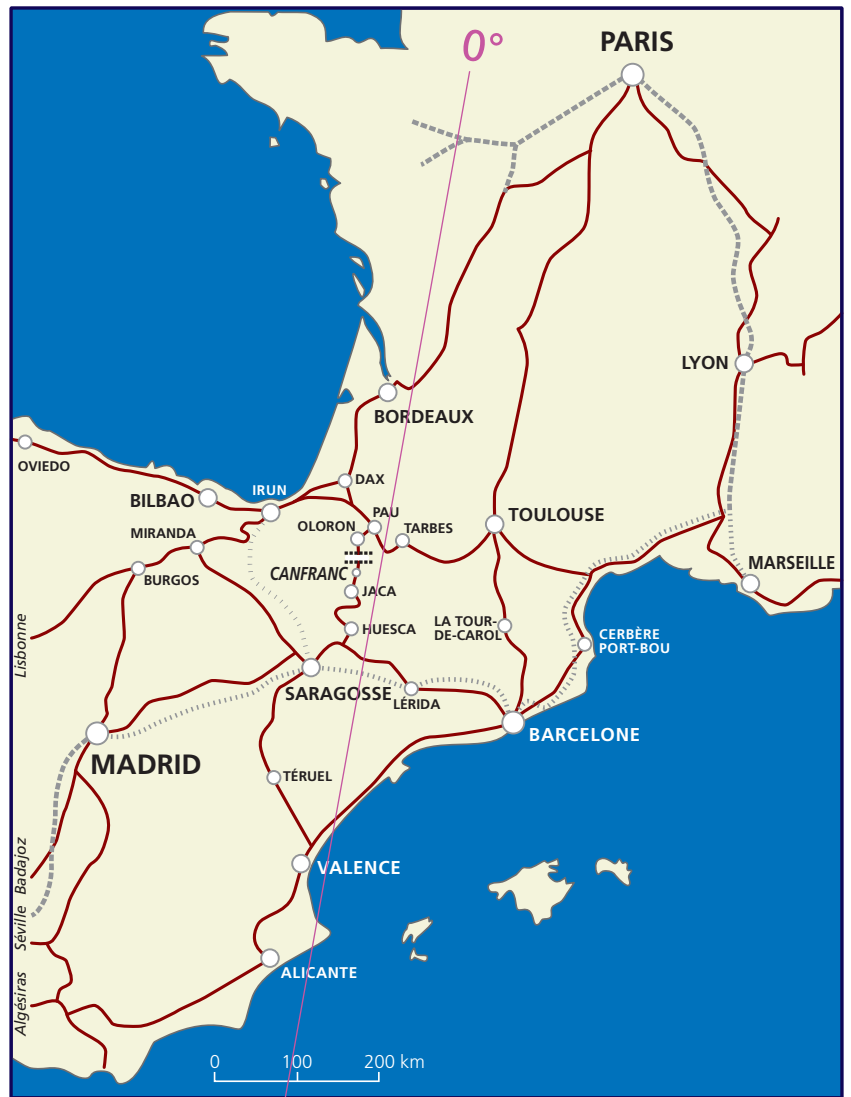 0°
PARIS
LYON
BORDEAUX
OVIEDO
DAX
BILBAO
IRUN
PAU
OLORON
TARBES
TOULOUSE
MIRANDA
CANFRANC
MARSEILLE
BURGOS
JACA
HUESCA
LA TOUR-
DE-CAROL
CERBÈRE
PORT-BOU
Lisbonne
SARAGOSSE
LÉRIDA
BARCELONE
MADRID
TÉRUEL
VALENCE
Badajoz
Séville
ALICANTE
Algésiras
0 100 200 km